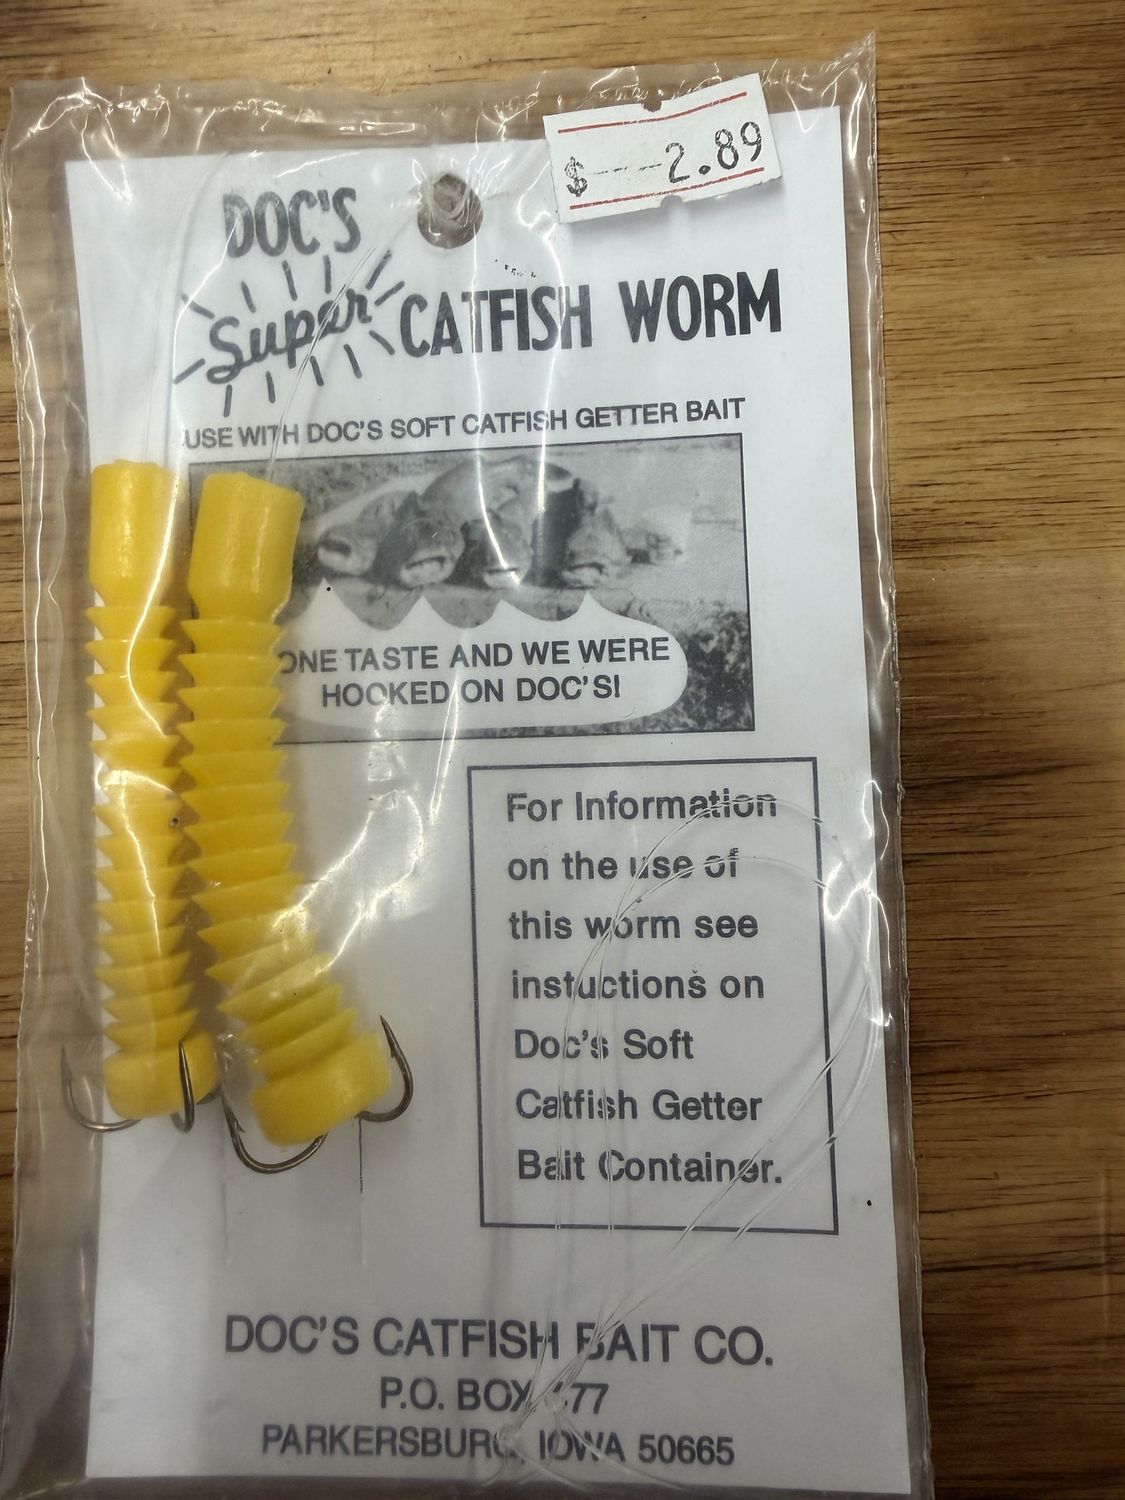 $ 2.89
DOC'S
Super CATFISH WORM
USE WITH DOC'S SOFT CATFISH GETTER BAIT
ONE TASTE AND WE WERE
HOOKED ON DOC'S!
For Information
on the use of
this worm see
instuctions on
Doc's Soft
Catfish Getter
Bait Container.
DOC'S CATFISH BAIT CO.
P.O. BOX
PARKERSBURG, IOWA 50665